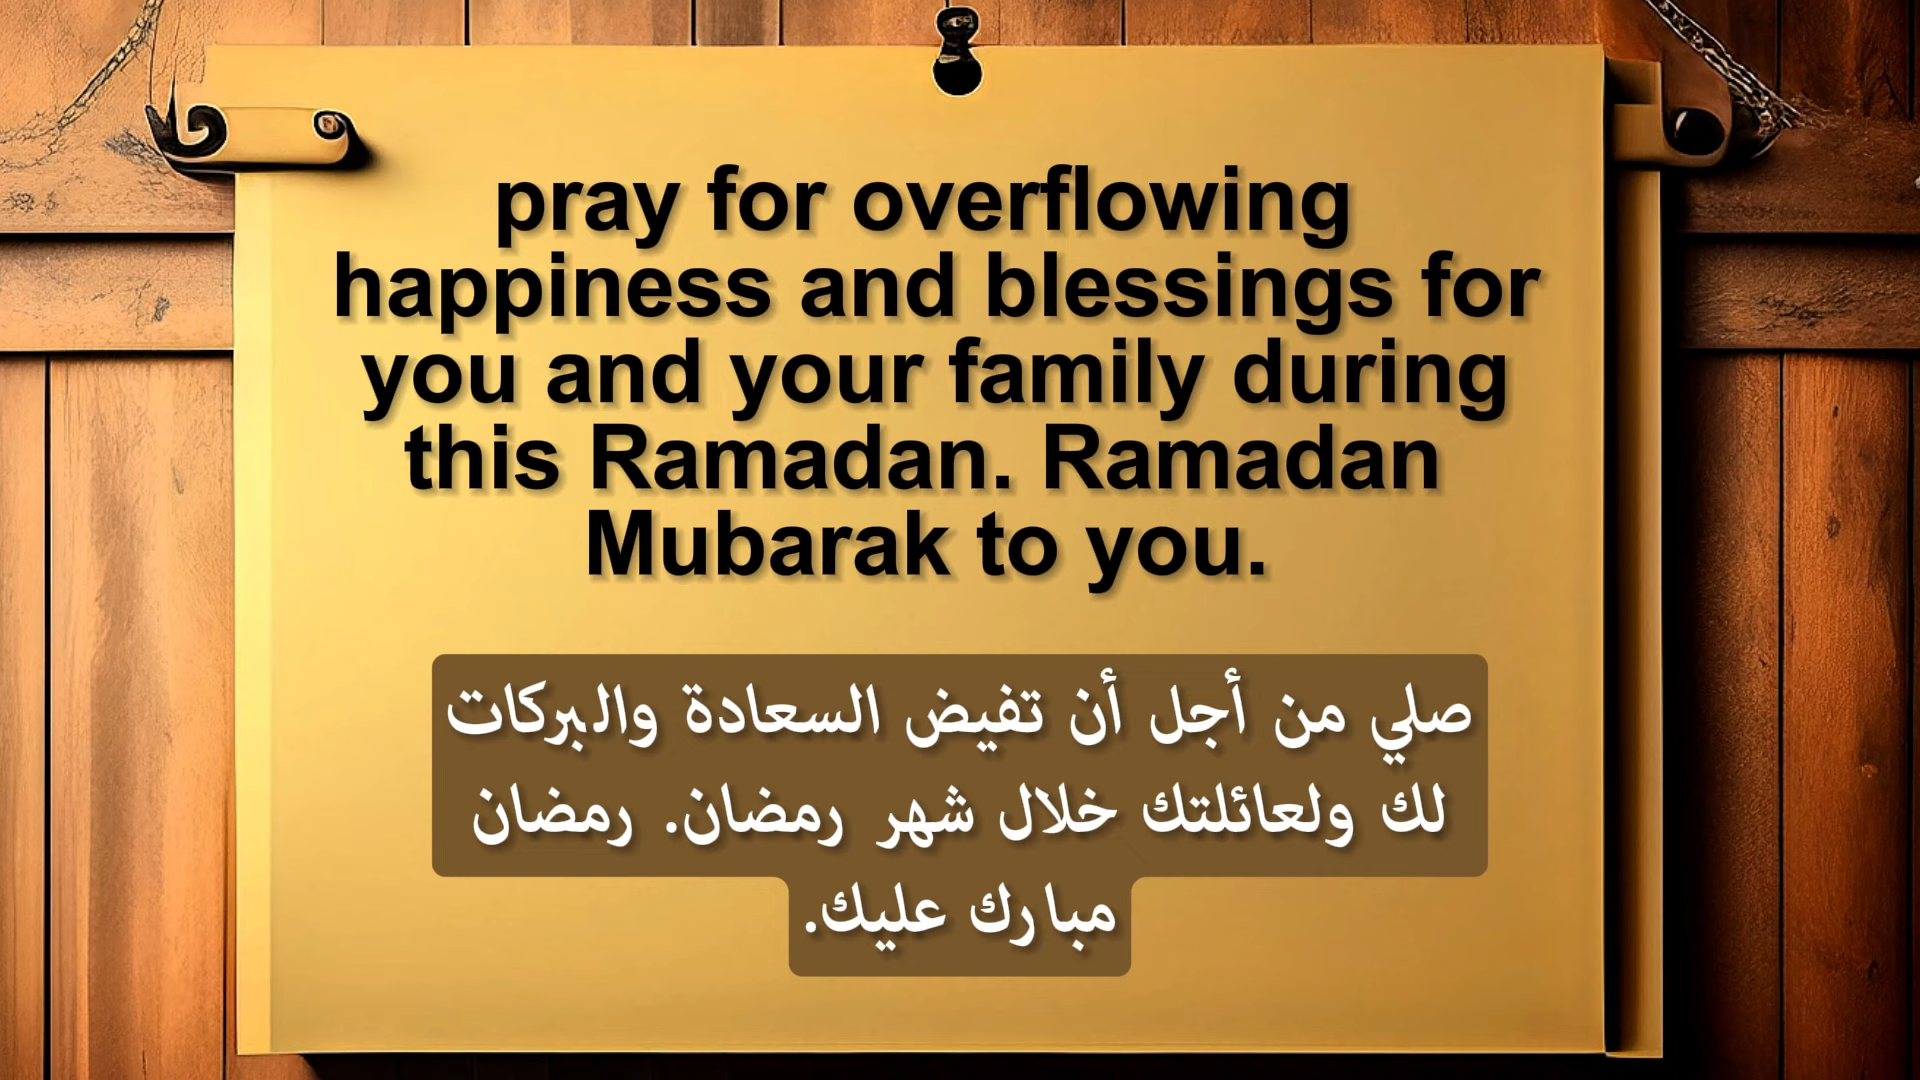 pray for overflowing
happiness and blessings for
you and your family during
this Ramadan. Ramadan
Mubarak to you.
صلي من أجل أن تفيض السعادة والبركات
لك ولعائلتك خلال شهر رمضان. رمضان
مبارك عليك.